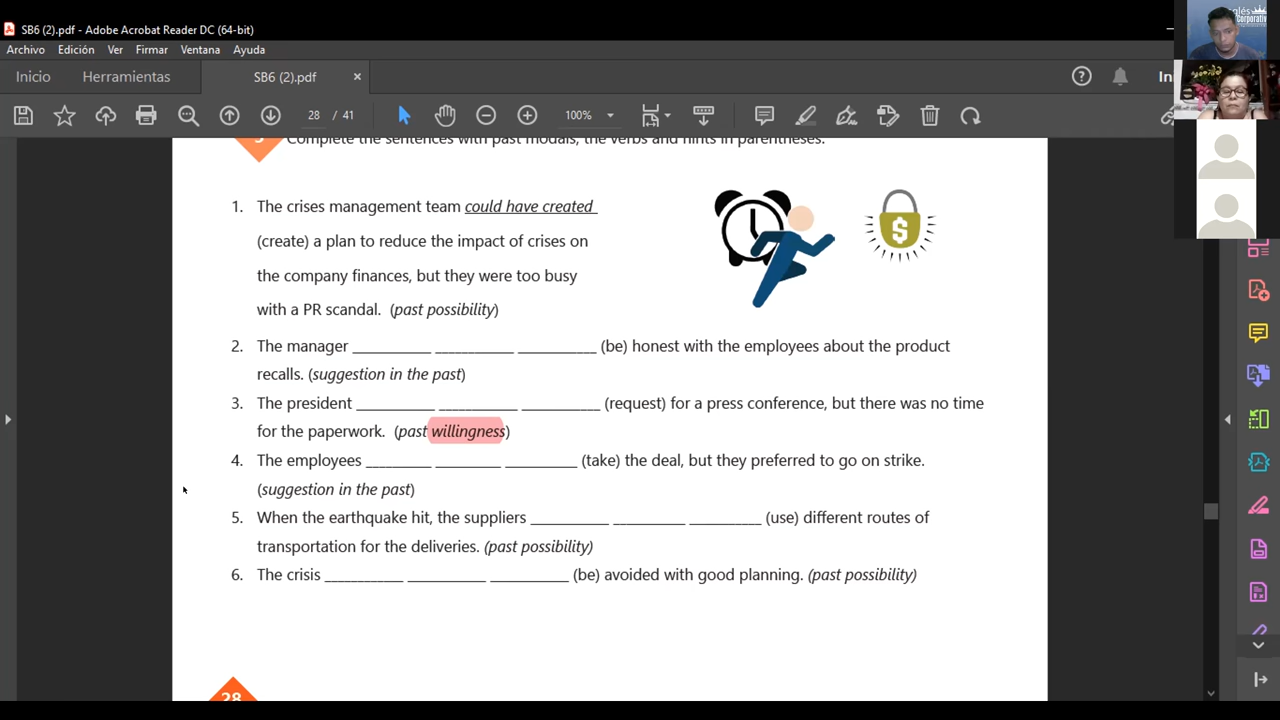 SB6 (2).pdf - Adobe Acrobat Reader DC (64-bit)
Archivo Edición Ver Firmar Ventana Ayuda
Inicio Herramientas SB6 (2).pdf ×
28 / 41 100%
Complete the sentences with past modals, the verbs and hints in parentheses.
1. The crises management team could have created
(create) a plan to reduce the impact of crises on
the company finances, but they were too busy
with a PR scandal. (past possibility)
2. The manager __________ __________ __________ (be) honest with the employees about the product
recalls. (suggestion in the past)
3. The president __________ __________ __________ (request) for a press conference, but there was no time
for the paperwork. (past willingness)
4. The employees ________ ________ _________ (take) the deal, but they preferred to go on strike.
(suggestion in the past)
5. When the earthquake hit, the suppliers __________ _________ _________ (use) different routes of
transportation for the deliveries. (past possibility)
6. The crisis __________ __________ __________ (be) avoided with good planning. (past possibility)
28